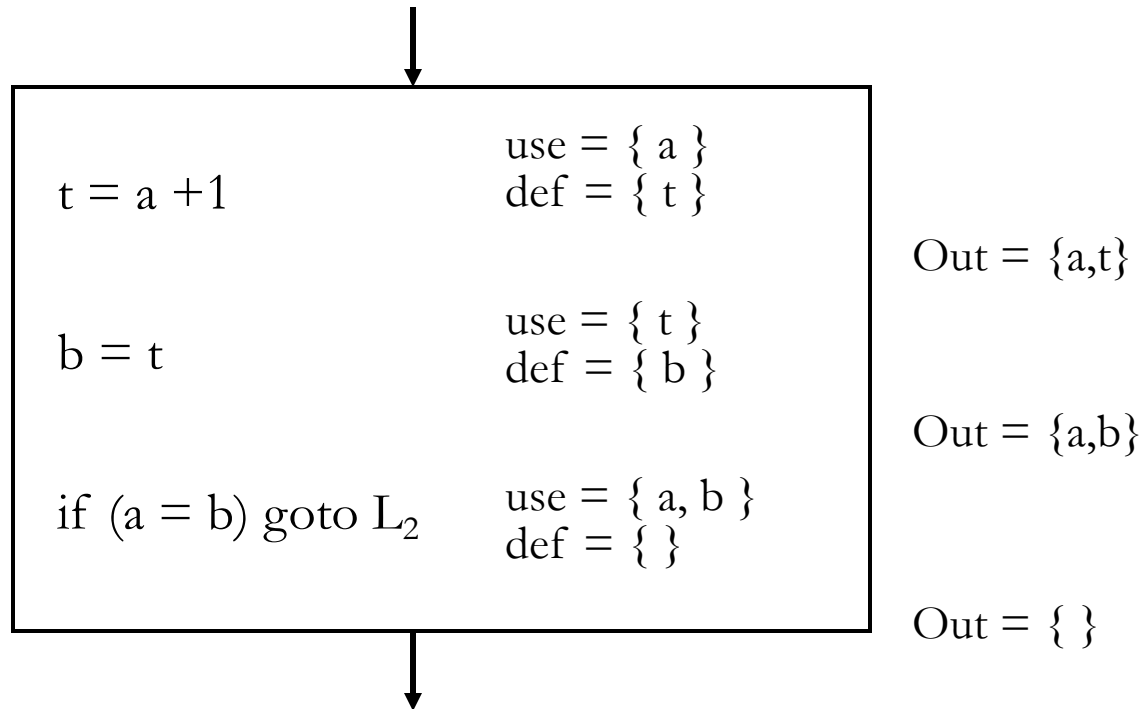 use = { a }
t = a +1
def = { t }
Out = {a,t}
use = { t }
b = t
def = { b }
Out = {a,b}
use = { a, b }
if (a = b) goto L₂
def = { }
Out = { }